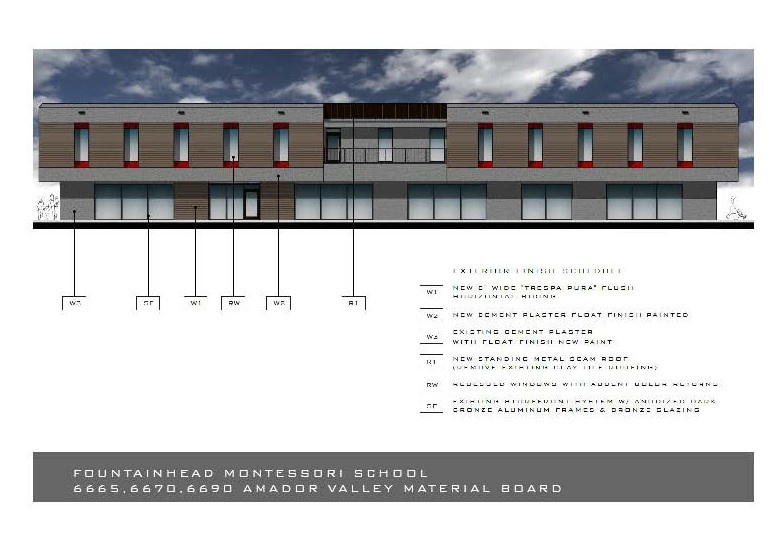 W3 SF W1 RW W2 R1
EXTERIOR FINISH SCHEDULE
W1 NEW 6" WIDE "TRESPA PURA" FLUSH
HORIZONTAL SIDING
W2 NEW CEMENT PLASTER FLOAT FINISH PAINTED
W3 EXISTING CEMENT PLASTER
WITH FLOAT FINISH NEW PAINT
R1 NEW STANDING METAL SEAM ROOF
(REMOVE EXISTING CLAY TILE ROOFING)
RW RECESSED WINDOWS WITH ACCENT COLOR RETURNS
SF EXISTING STOREFRONT SYSTEM W/ ANODIZED DARK
BRONZE ALUMINUM FRAMES & BRONZE GLAZING
FOUNTAINHEAD MONTESSORI SCHOOL
6665,6670,6690 AMADOR VALLEY MATERIAL BOARD